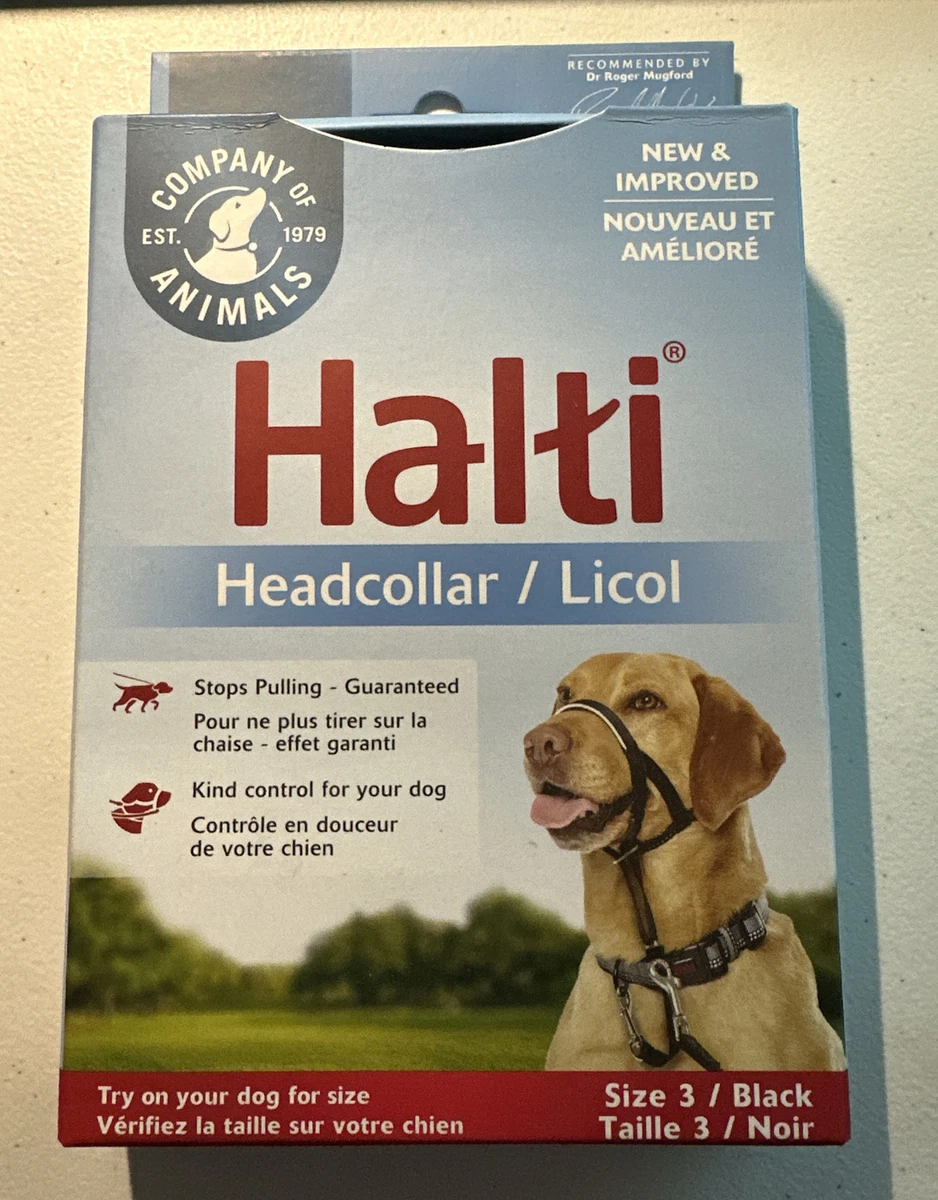 RECOMMENDED BY
Dr Roger Mugford
COMPANY OF
EST. 1979
ANIMALS
NEW &
IMPROVED
NOUVEAU ET
AMÉLIORÉ
Halti®
Headcollar / Licol
Stops Pulling - Guaranteed
Pour ne plus tirer sur la
chaise - effet garanti
Kind control for your dog
Contrôle en douceur
de votre chien
Try on your dog for size
Vérifiez la taille sur votre chien
Size 3 / Black
Taille 3 / Noir